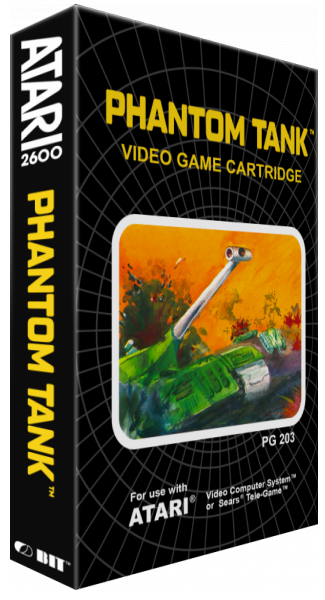 ATARI
2600
PHANTOM TANK™
BIT™
PHANTOM TANK™
VIDEO GAME CARTRIDGE
PG 203
For use with
ATARI®
Video Computer System™
or Sears® Tele-Game™